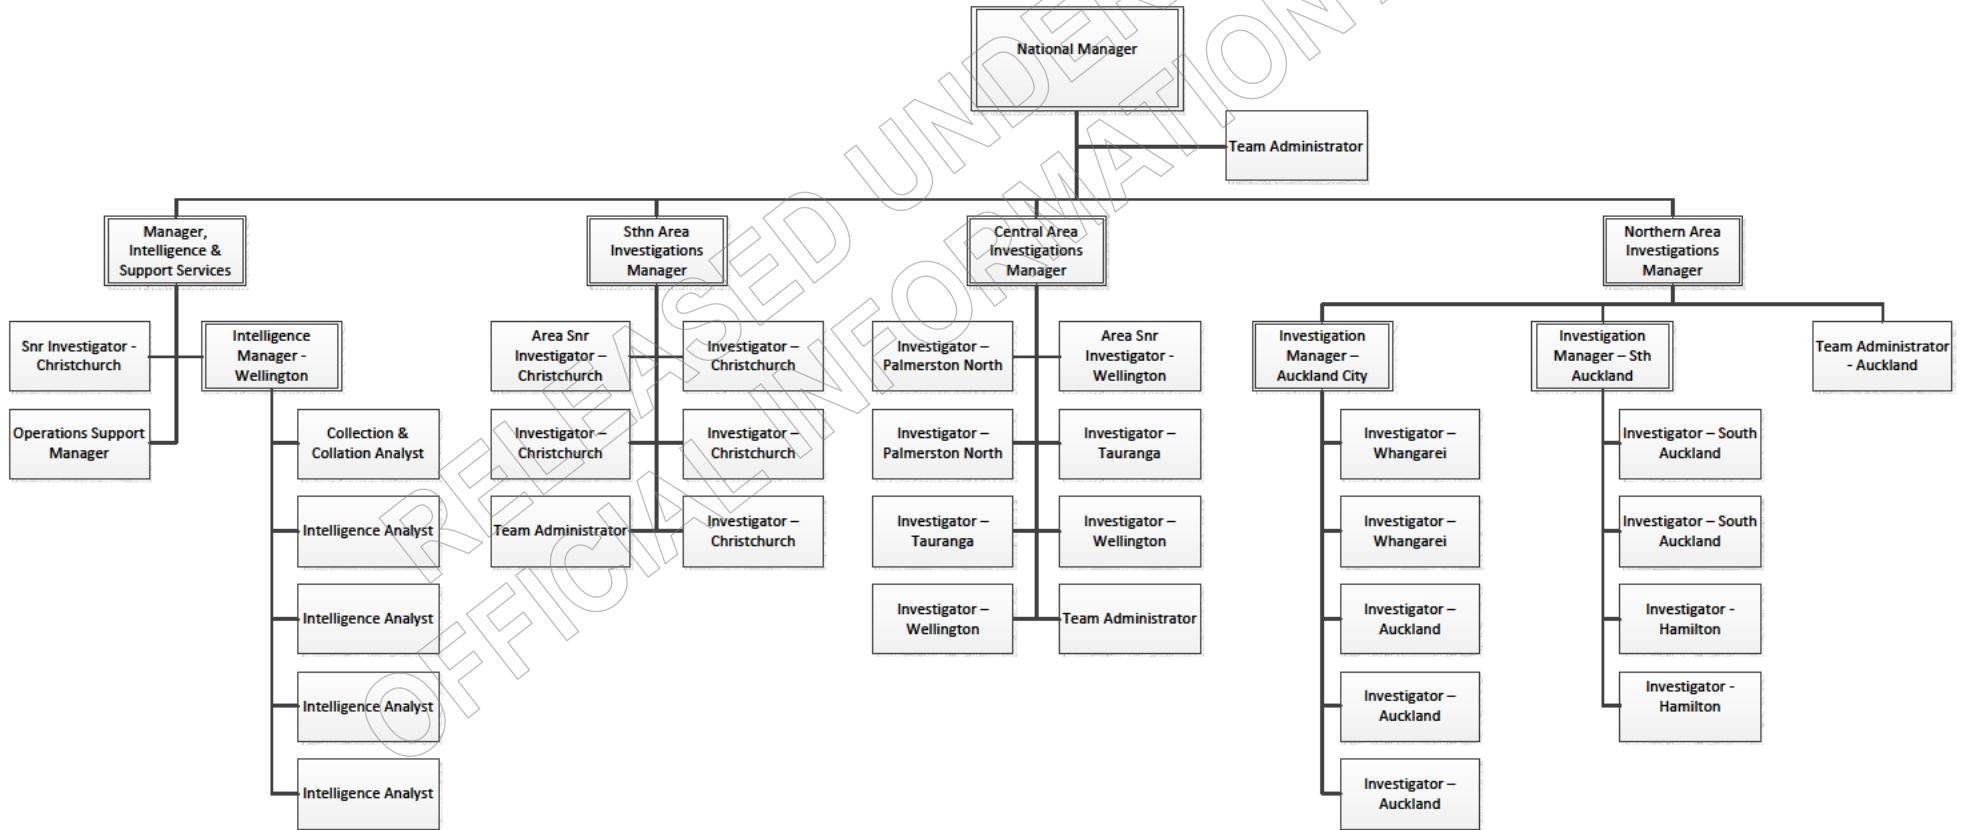 National Manager
Team Administrator
Manager,
Intelligence &
Support Services
Sthn Area
Investigations
Manager
Central Area
Investigations
Manager
Northern Area
Investigations
Manager
Snr Investigator -
Christchurch
Intelligence
Manager -
Wellington
Area Snr
Investigator –
Christchurch
Investigator –
Christchurch
Investigator –
Palmerston North
Area Snr
Investigator -
Wellington
Investigation
Manager –
Auckland City
Investigation
Manager – Sth
Auckland
Team Administrator
- Auckland
Operations Support
Manager
Collection &
Collation Analyst
Investigator –
Christchurch
Investigator –
Christchurch
Investigator –
Palmerston North
Investigator –
Tauranga
Investigator –
Whangarei
Investigator – South
Auckland
Intelligence Analyst
Team Administrator
Investigator –
Christchurch
Investigator –
Tauranga
Investigator –
Wellington
Investigator –
Whangarei
Investigator – South
Auckland
Intelligence Analyst
Investigator –
Wellington
Team Administrator
Investigator –
Auckland
Investigator -
Hamilton
Intelligence Analyst
Investigator –
Auckland
Investigator -
Hamilton
Intelligence Analyst
Investigator –
Auckland
RELEASED UNDER
OFFICIAL INFORMATION